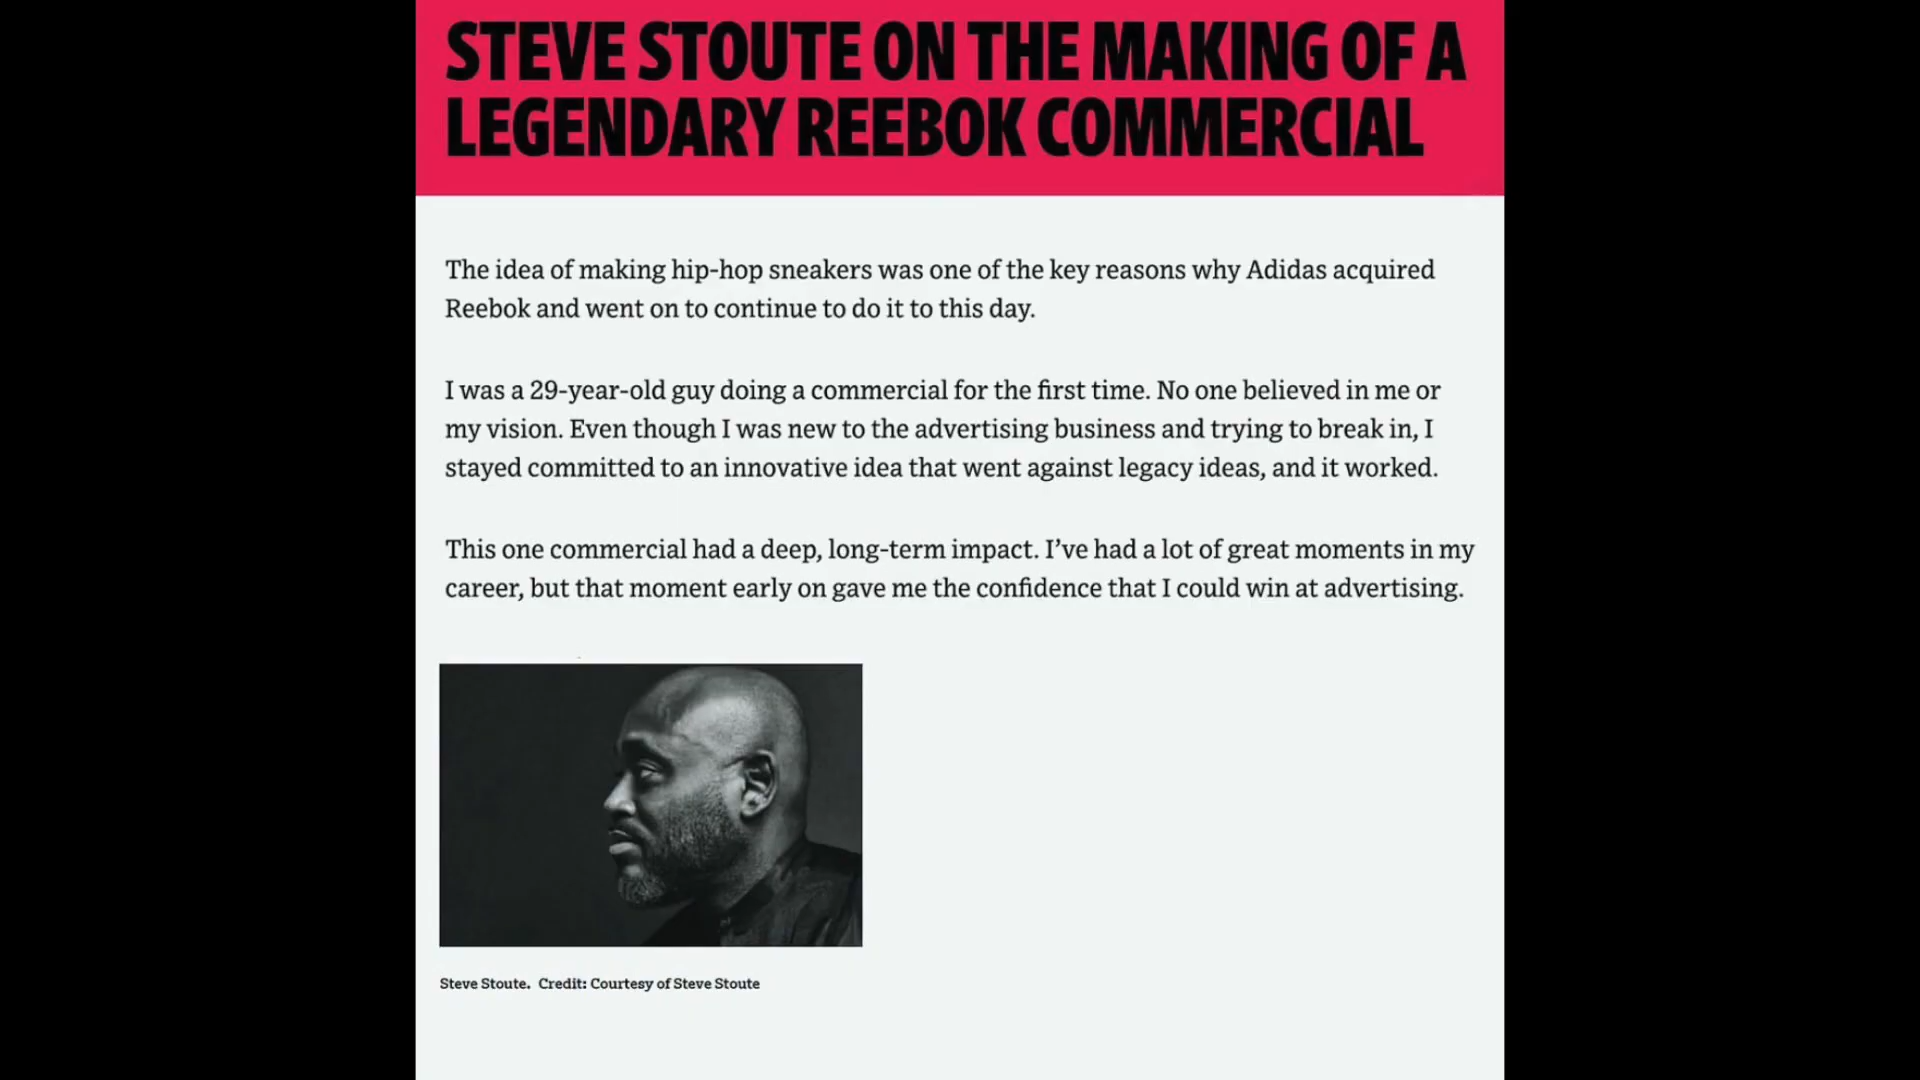 STEVE STOUTE ON THE MAKING OF A
LEGENDARY REEBOK COMMERCIAL
The idea of making hip-hop sneakers was one of the key reasons why Adidas acquired
Reebok and went on to continue to do it to this day.
I was a 29-year-old guy doing a commercial for the first time. No one believed in me or
my vision. Even though I was new to the advertising business and trying to break in, I
stayed committed to an innovative idea that went against legacy ideas, and it worked.
This one commercial had a deep, long-term impact. I’ve had a lot of great moments in my
career, but that moment early on gave me the confidence that I could win at advertising.
Steve Stoute. Credit: Courtesy of Steve Stoute